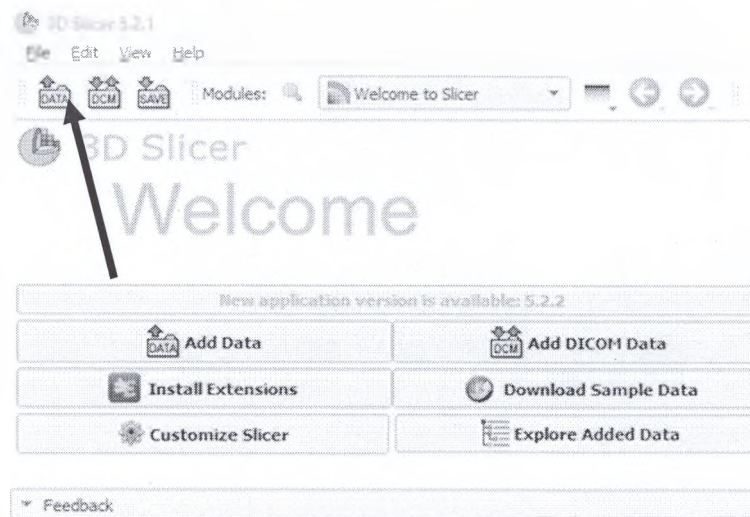 3D Slicer 5.2.1
File Edit View Help
DATA DCM SAVE Modules: Welcome to Slicer
3D Slicer
Welcome
New application version is available: 5.2.2
DATA Add Data DCM Add DICOM Data
Install Extensions Download Sample Data
Customize Slicer Explore Added Data
Feedback